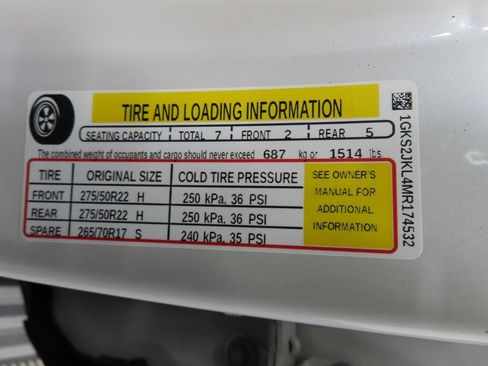 TIRE AND LOADING INFORMATION
SEATING CAPACITY TOTAL 7 FRONT 2 REAR 5
The combined weight of occupants and cargo should never exceed 687 kg or 1514 lbs
TIRE ORIGINAL SIZE COLD TIRE PRESSURE
FRONT 275/50R22 H 250 kPa, 36 PSI
REAR 275/50R22 H 250 kPa, 36 PSI
SPARE 265/70R17 S 240 kPa, 35 PSI
SEE OWNER'S
MANUAL FOR
ADDITIONAL
INFORMATION
1GKS2JKL4MR174532